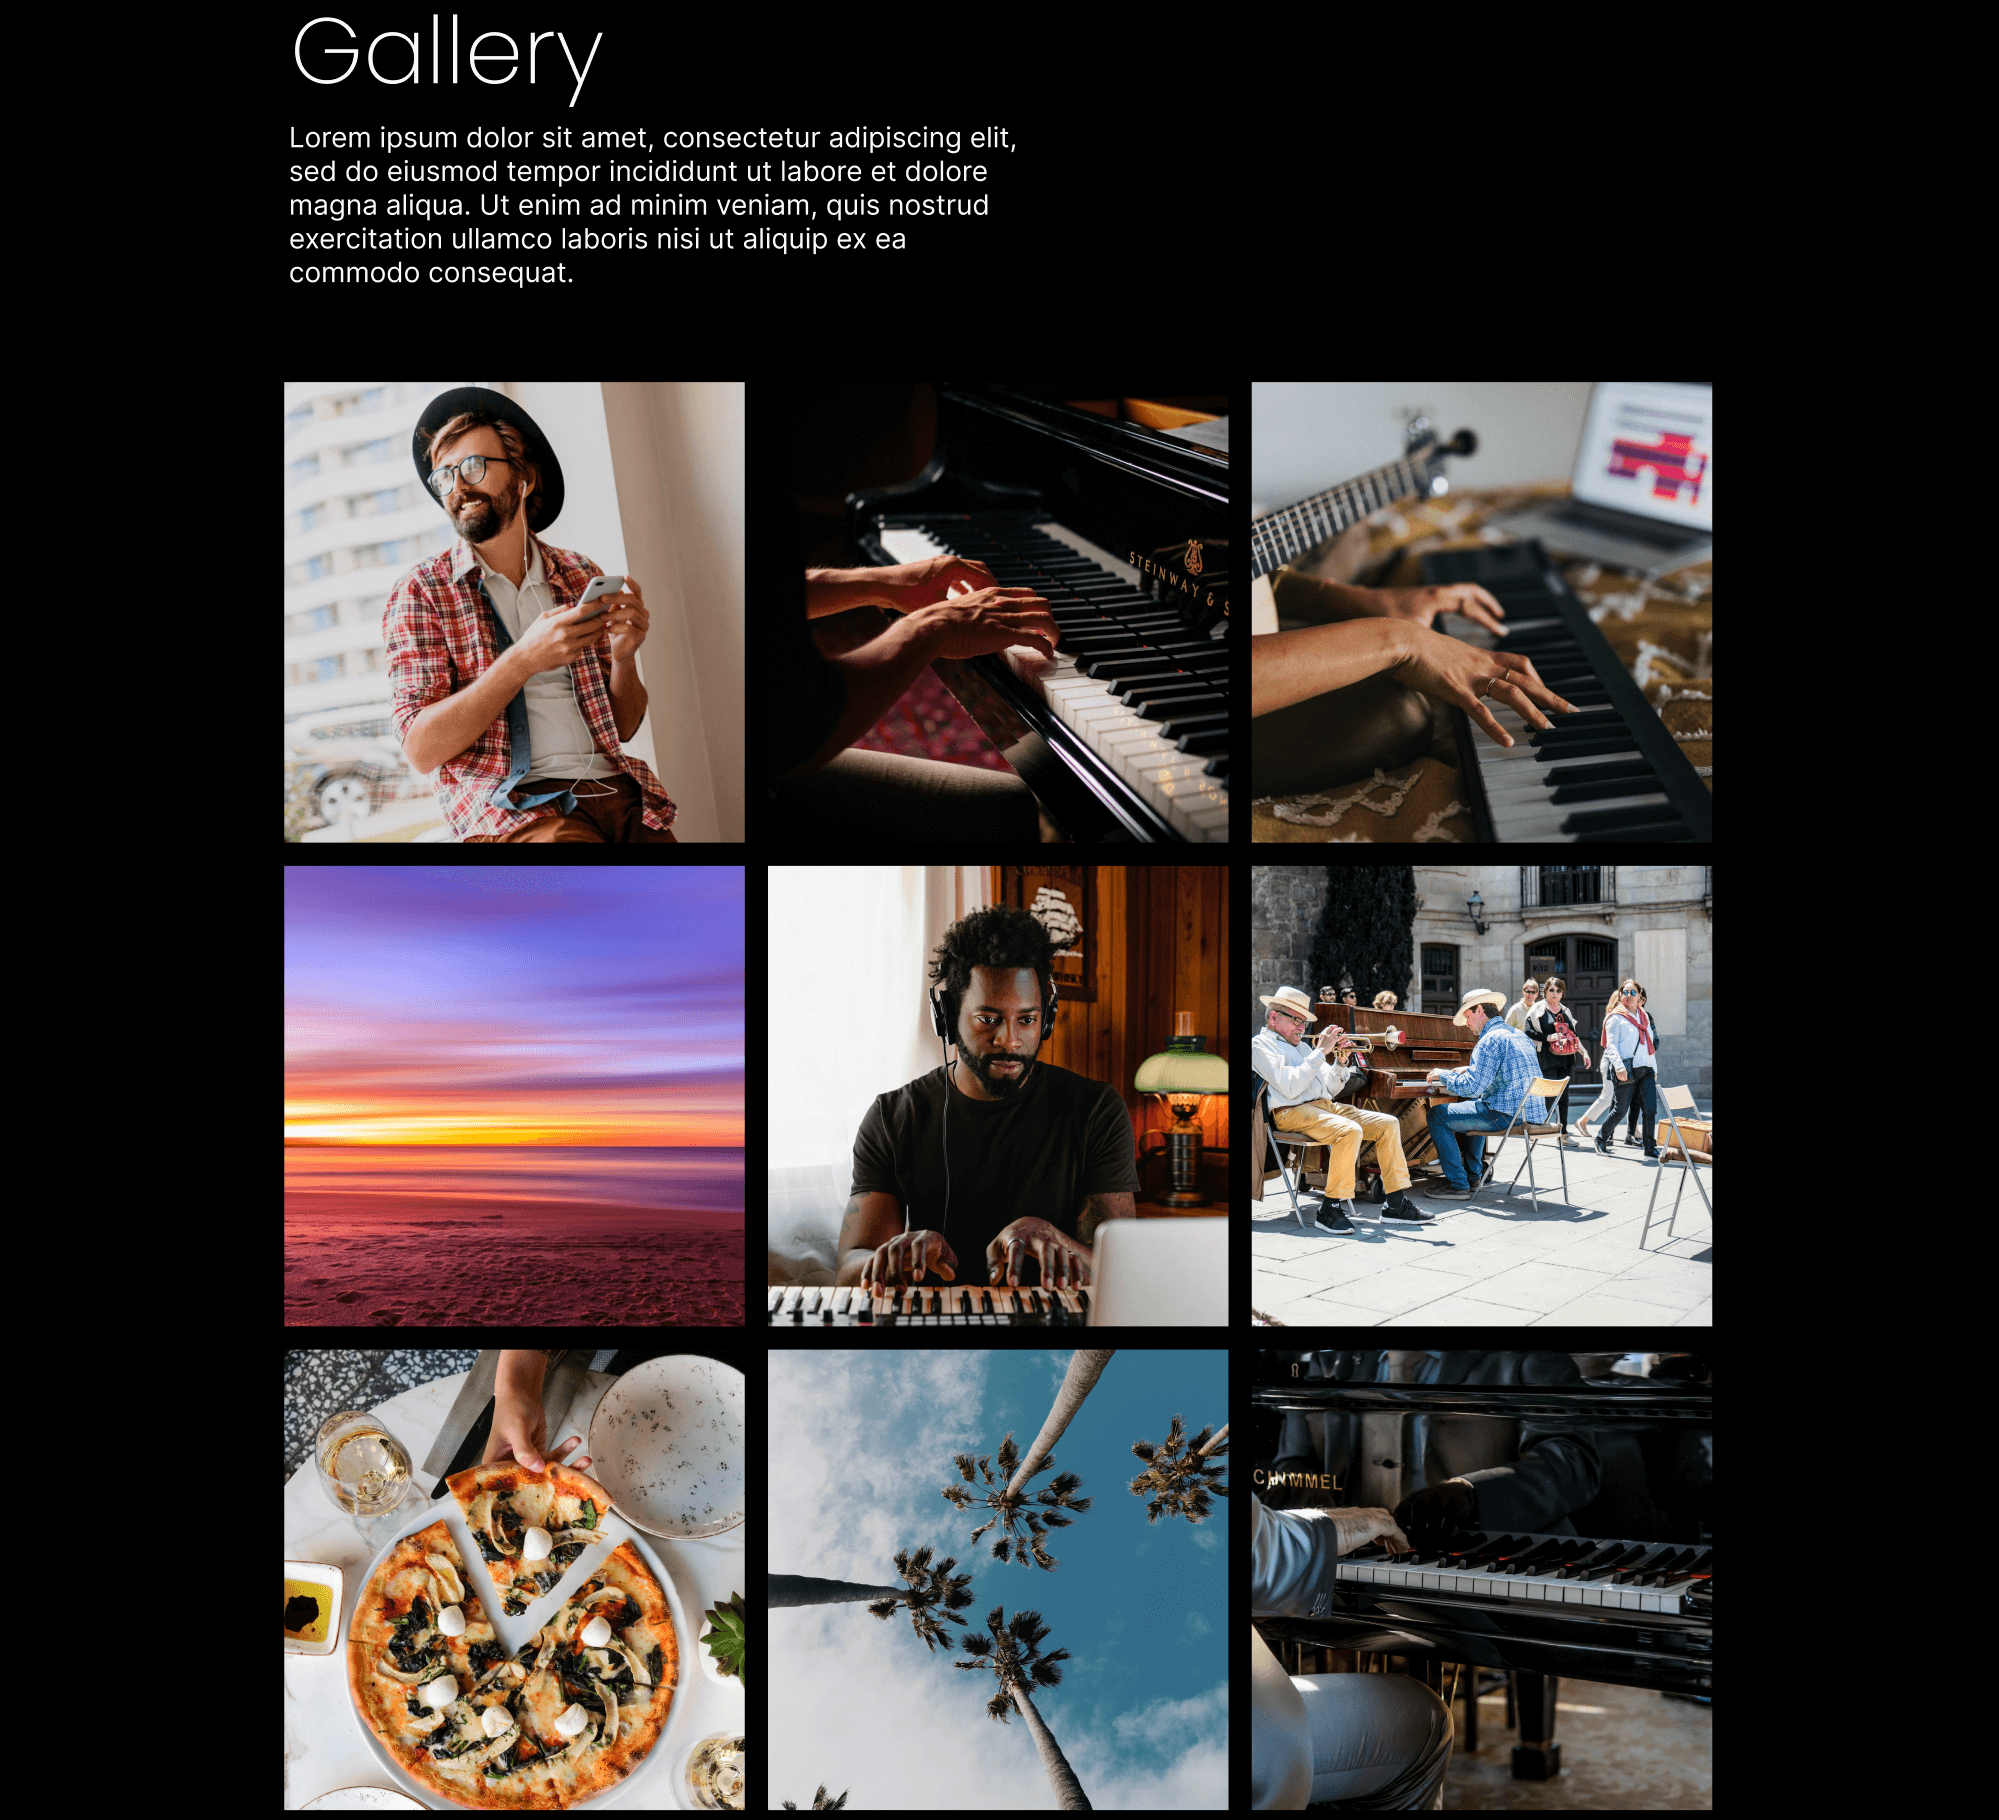 Gallery
Lorem ipsum dolor sit amet, consectetur adipiscing elit,
sed do eiusmod tempor incididunt ut labore et dolore
magna aliqua. Ut enim ad minim veniam, quis nostrud
exercitation ullamco laboris nisi ut aliquip ex ea
commodo consequat.
STEINWAY & S
CHIMMEL